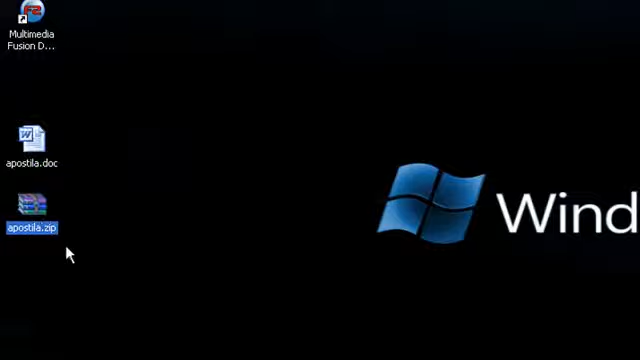 Multimedia
Fusion D...
apostila.doc
apostila.zip
Wind